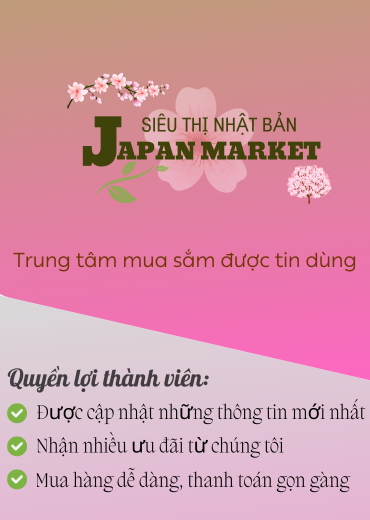 SIÊU THỊ NHẬT BẢN
JAPAN MARKET
Trung tâm mua sắm được tin dùng
Quyền lợi thành viên:
Được cập nhật những thông tin mới nhất
Nhận nhiều ưu đãi từ chúng tôi
Mua hàng dễ dàng, thanh toán gọn gàng